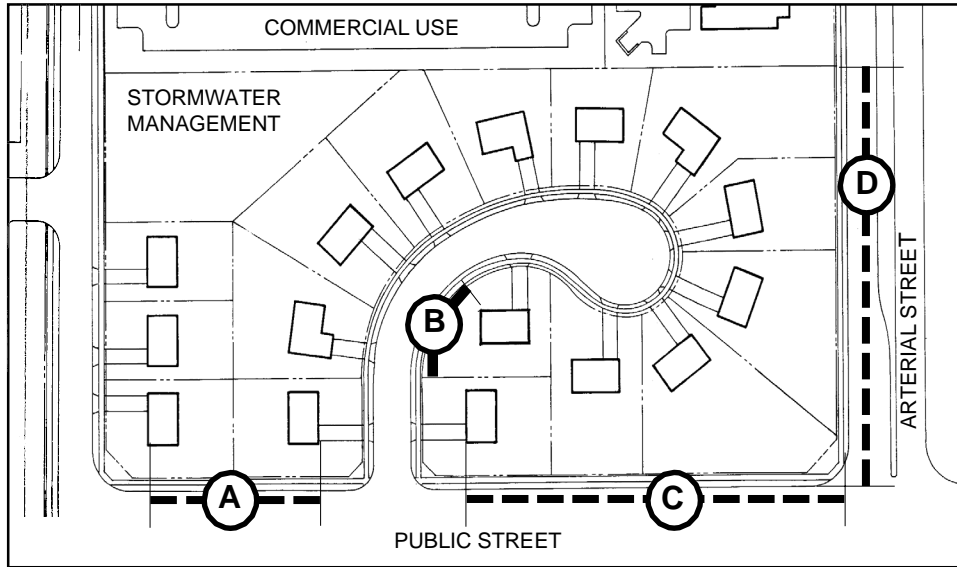 COMMERCIAL USE
STORMWATER
MANAGEMENT
D
B
ARTERIAL STREET
A
C
PUBLIC STREET